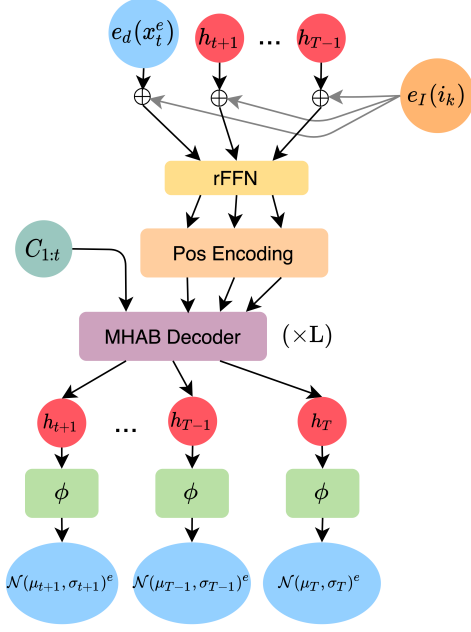 e_d(x_t^e) h_{t+1} ... h_{T−1}
e_I(i_k)
⊕ ⊕ ⊕
rFFN
C_{1:t} Pos Encoding
MHAB Decoder (×L)
h_{t+1} ... h_{T−1} h_T
ϕ ϕ ϕ
𝒩(μ_{t+1}, σ_{t+1})^e 𝒩(μ_{T−1}, σ_{T−1})^e 𝒩(μ_T, σ_T)^e